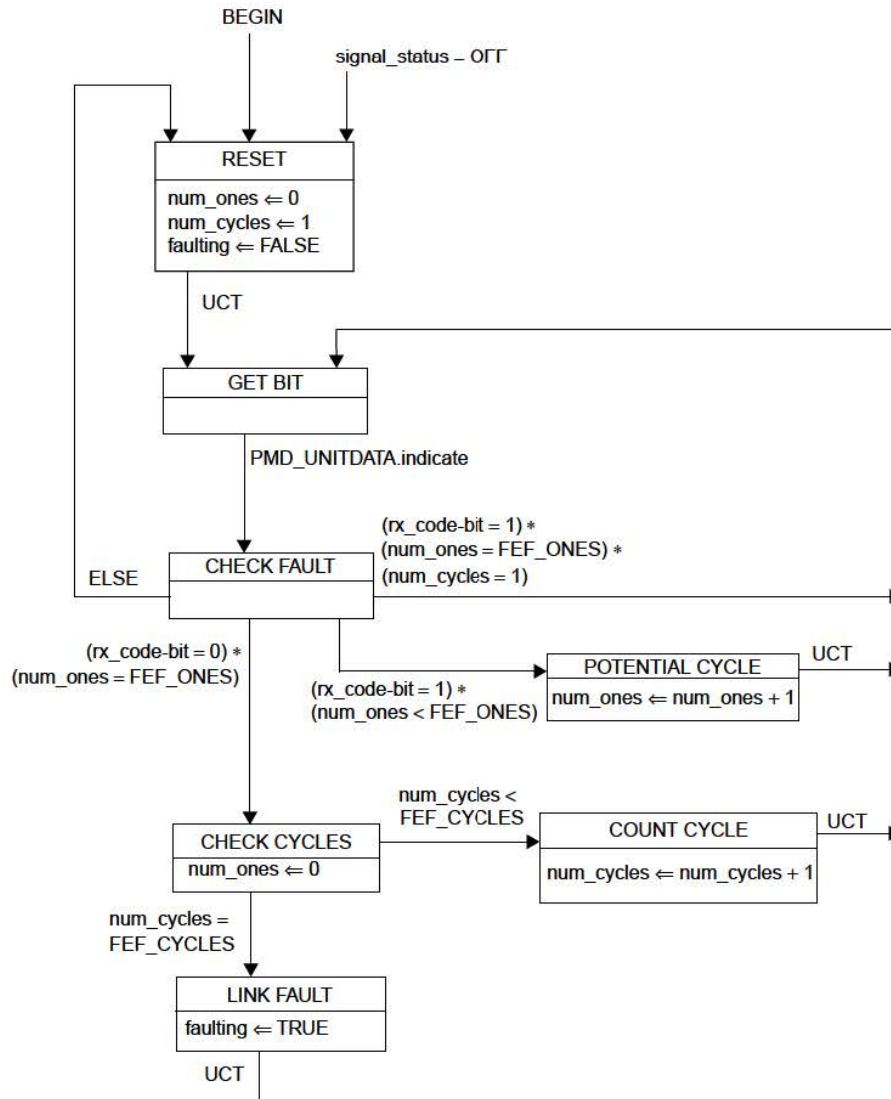 BEGIN
signal_status – OFF
RESET
num_ones ⇐ 0
num_cycles ⇐ 1
faulting ⇐ FALSE
UCT
GET BIT
PMD_UNITDATA.indicate
(rx_code-bit = 1) *
(num_ones = FEF_ONES) *
(num_cycles = 1)
CHECK FAULT
ELSE
(rx_code-bit = 0) *
(num_ones = FEF_ONES)
(rx_code-bit = 1) *
(num_ones < FEF_ONES)
POTENTIAL CYCLE
num_ones ⇐ num_ones + 1
UCT
CHECK CYCLES
num_ones ⇐ 0
num_cycles <
FEF_CYCLES
COUNT CYCLE
num_cycles ⇐ num_cycles + 1
UCT
num_cycles =
FEF_CYCLES
LINK FAULT
faulting ⇐ TRUE
UCT